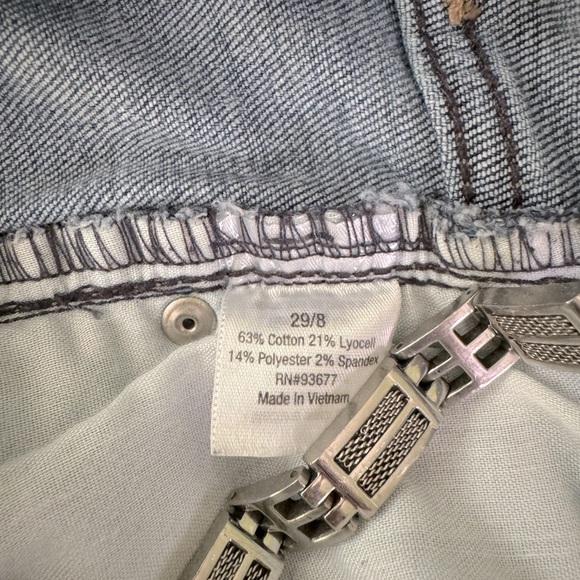 29/8
63% Cotton 21% Lyocell
14% Polyester 2% Spandex
RN#93677
Made In Vietnam